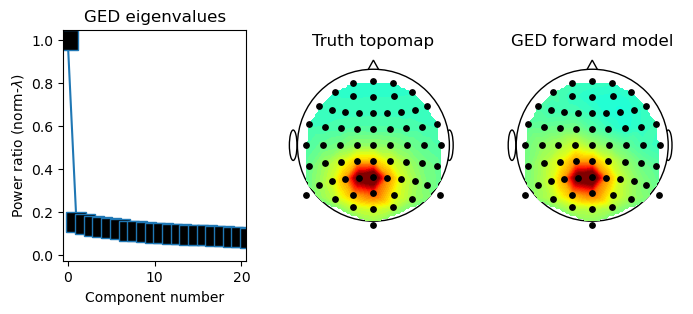 GED eigenvalues
Truth topomap
GED forward model
Power ratio (norm-λ)
1.0
0.8
0.6
0.4
0.2
0.0
0
10
20
Component number